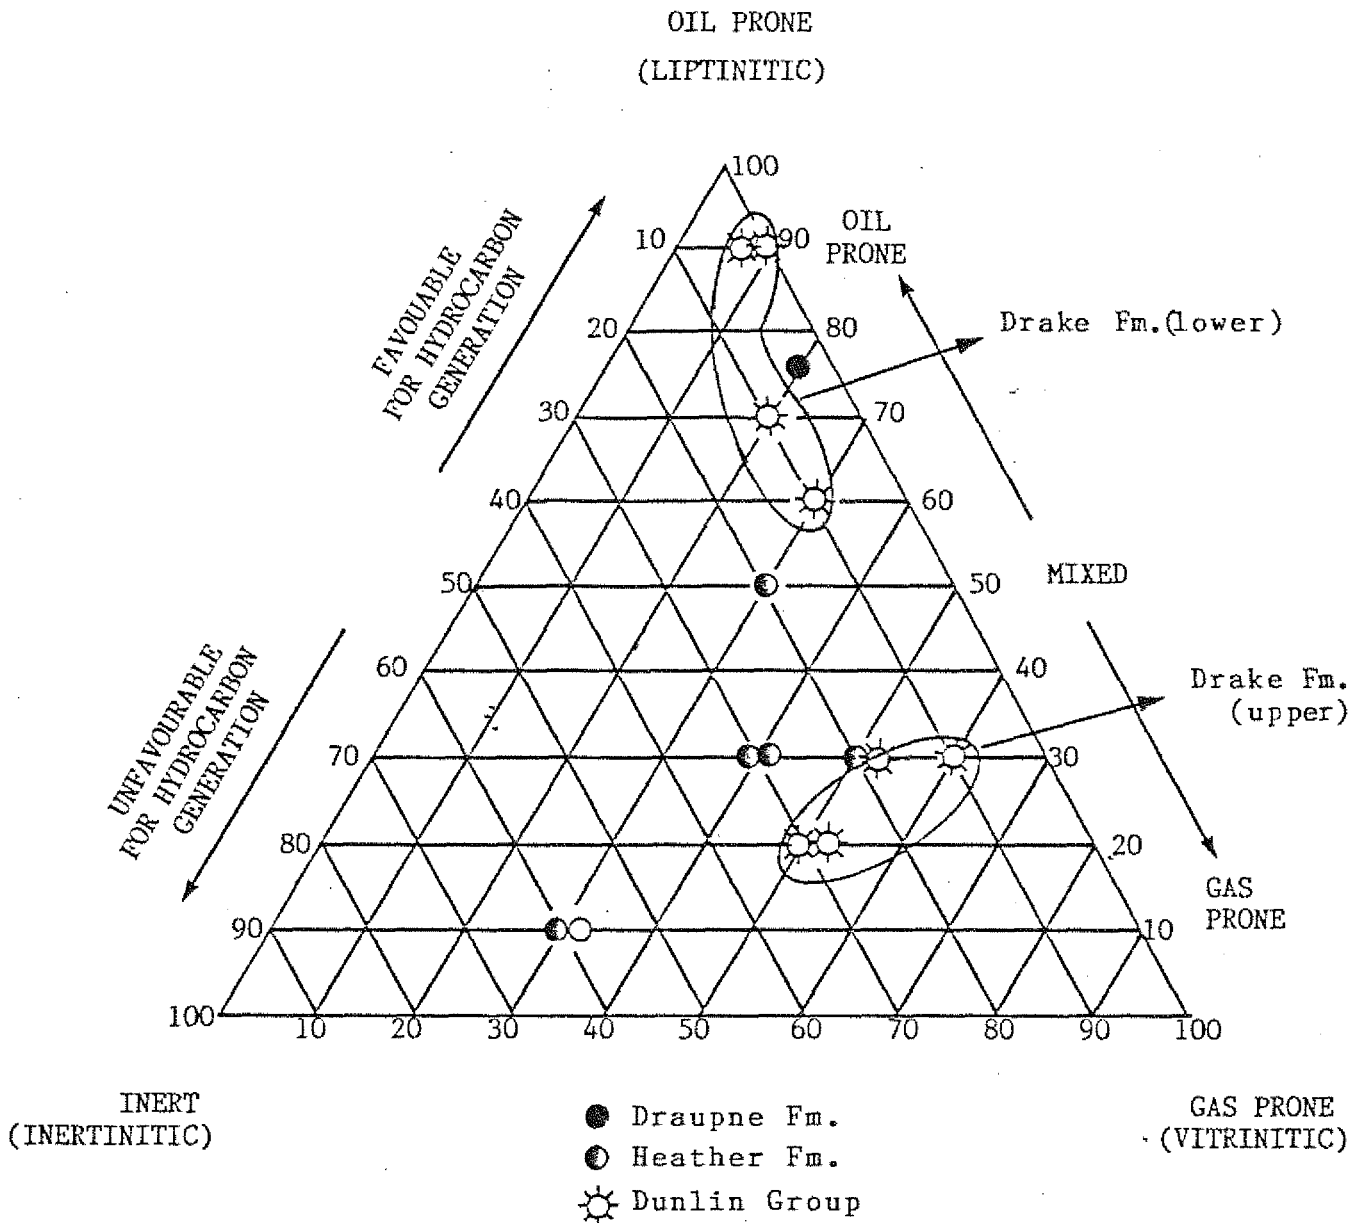 OIL PRONE
(LIPTINITIC)
100
OIL
PRONE
10
90
FAVOUABLE
FOR HYDROCARBON
GENERATION
20
80
Drake Fm.(lower)
30
70
40
60
50
50
MIXED
60
40
UNFAVOURABLE
FOR HYDROCARBON
GENERATION
Drake Fm.
(upper)
70
30
80
20
GAS
PRONE
90
10
100
10
20
30
40
50
60
70
80
90
100
INERT
(INERTINITIC)
GAS PRONE
(VITRINITIC)
Draupne Fm.
Heather Fm.
Dunlin Group